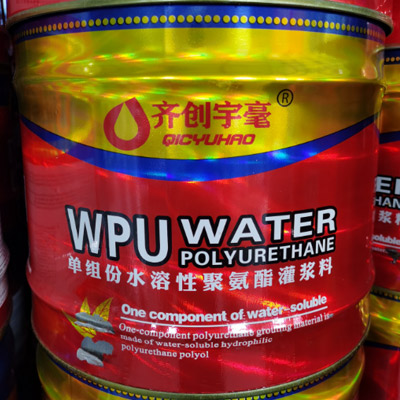 齐创宇毫®
QICYUHAO
WPU WATER
POLYURETHANE
单组份水溶性聚氨酯灌浆料
One component of water-soluble
One-component polyurethane grouting material is
made of water-soluble hydrophilic
polyurethane polyol